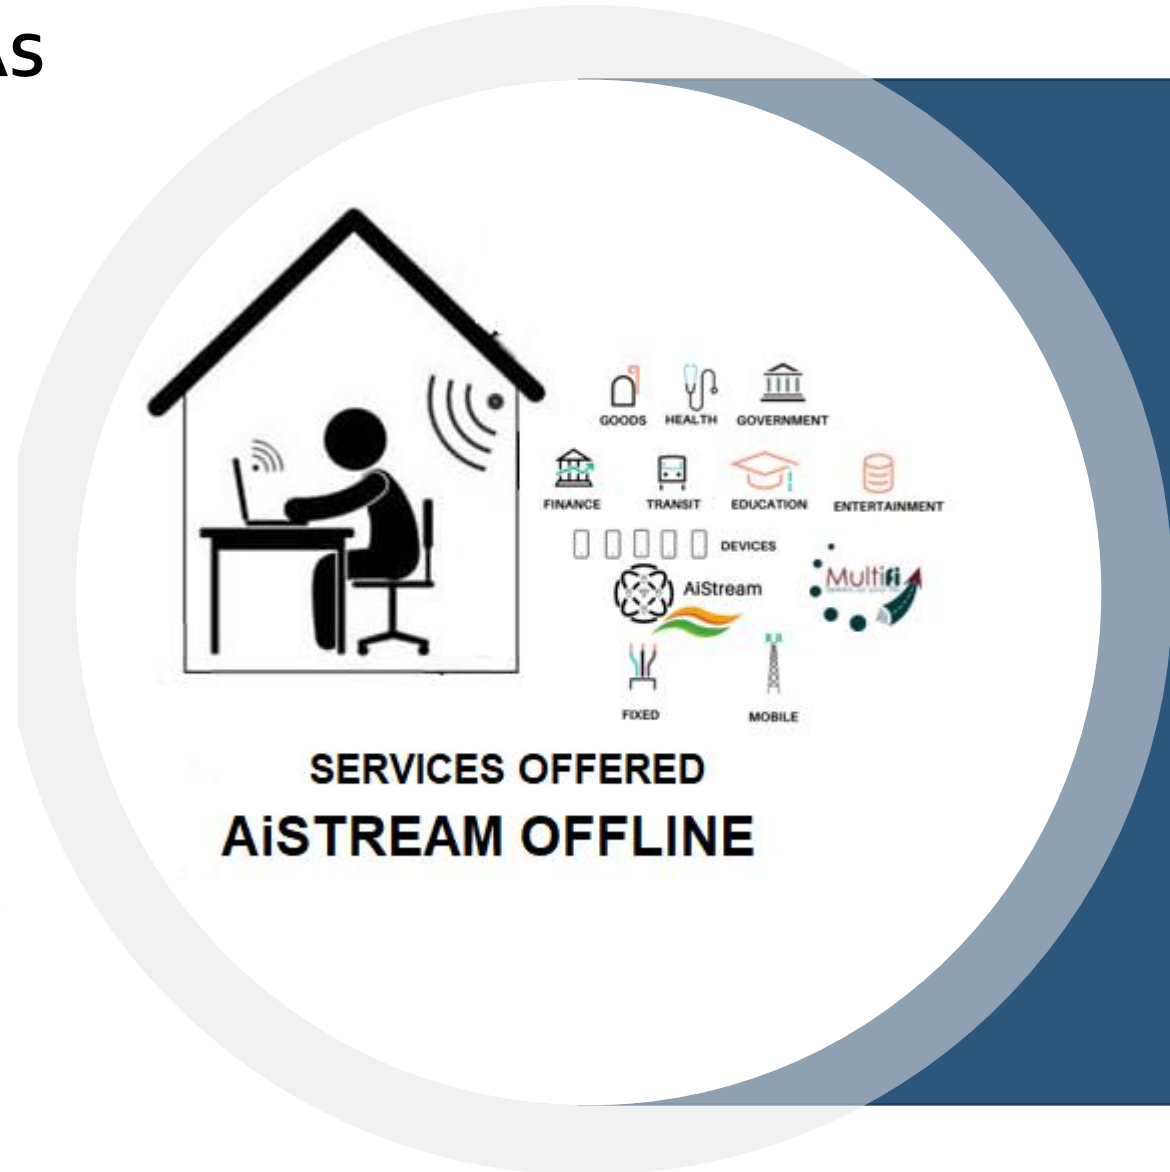 AS
GOODS HEALTH GOVERNMENT
FINANCE TRANSIT EDUCATION ENTERTAINMENT
DEVICES
AiStream
Multifi
FIXED MOBILE
SERVICES OFFERED
AiSTREAM OFFLINE